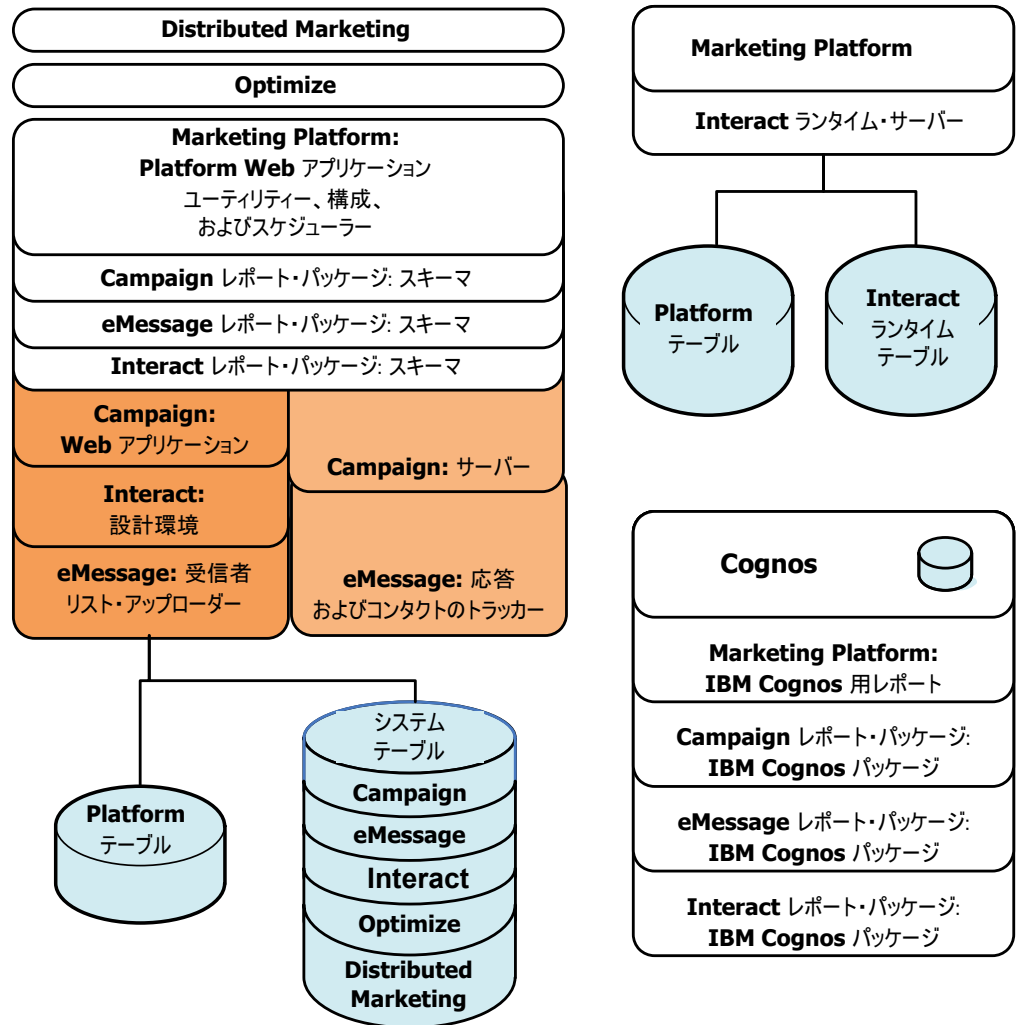 Distributed Marketing
Optimize
Marketing Platform:
Platform Web アプリケーション
ユーティリティー、構成、
およびスケジューラー
Campaign レポート・パッケージ: スキーマ
eMessage レポート・パッケージ: スキーマ
Interact レポート・パッケージ: スキーマ
Campaign:
Web アプリケーション
Interact:
設計環境
eMessage: 受信者
リスト・アップローダー
Campaign: サーバー
eMessage: 応答
およびコンタクトのトラッカー
Platform
テーブル
システム
テーブル
Campaign
eMessage
Interact
Optimize
Distributed
Marketing
Marketing Platform
Interact ランタイム・サーバー
Platform
テーブル
Interact
ランタイム
テーブル
Cognos
Marketing Platform:
IBM Cognos 用レポート
Campaign レポート・パッケージ:
IBM Cognos パッケージ
eMessage レポート・パッケージ:
IBM Cognos パッケージ
Interact レポート・パッケージ:
IBM Cognos パッケージ